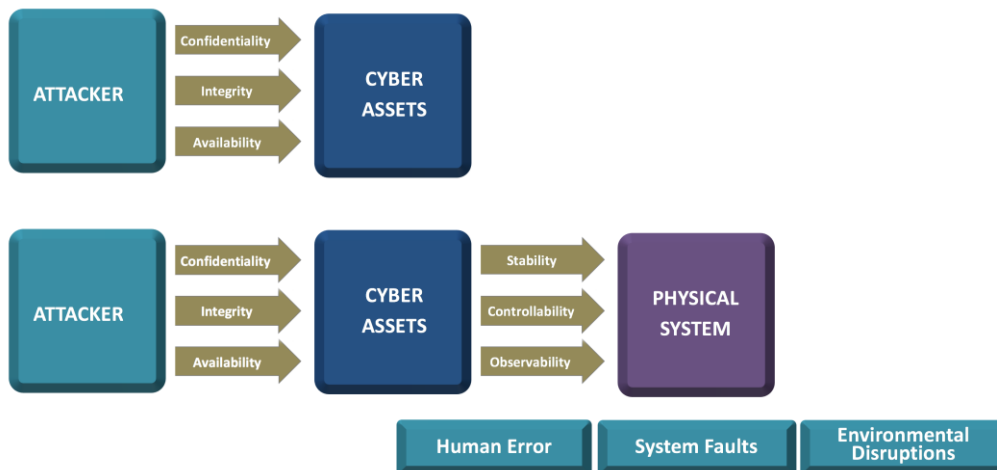 ATTACKER
Confidentiality
Integrity
Availability
CYBER
ASSETS
ATTACKER
Confidentiality
Integrity
Availability
CYBER
ASSETS
Stability
Controllability
Observability
PHYSICAL
SYSTEM
Human Error
System Faults
Environmental
Disruptions